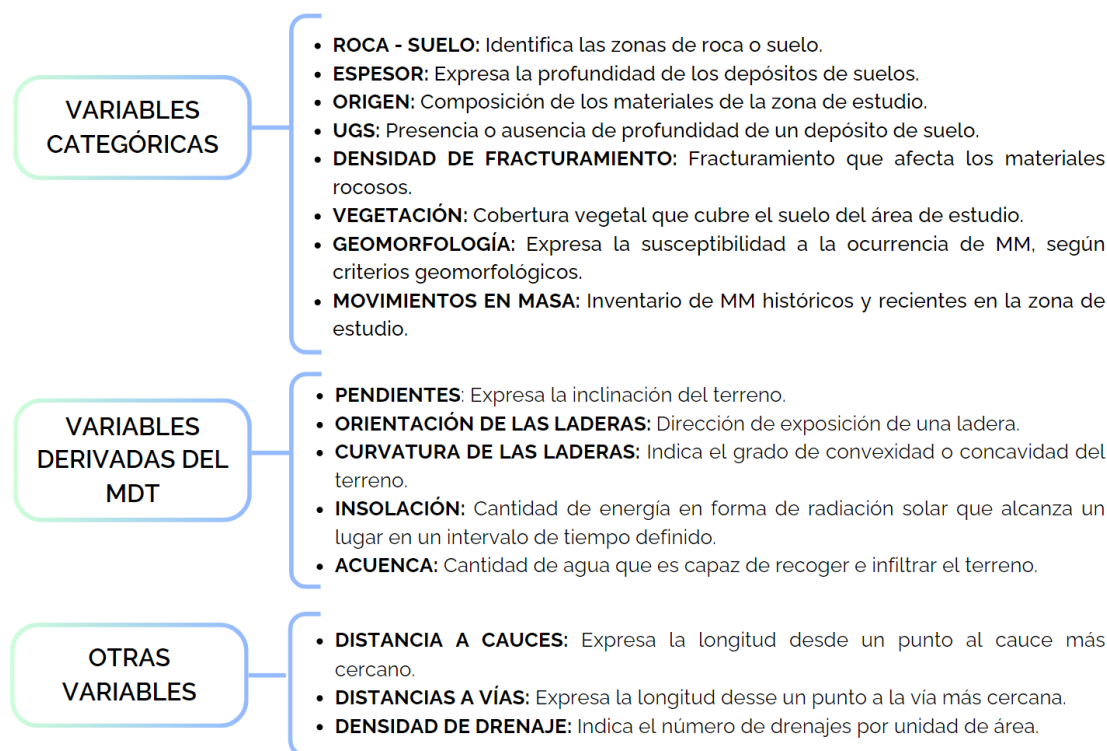 VARIABLES
CATEGÓRICAS
• ROCA - SUELO: Identifica las zonas de roca o suelo.
• ESPESOR: Expresa la profundidad de los depósitos de suelos.
• ORIGEN: Composición de los materiales de la zona de estudio.
• UGS: Presencia o ausencia de profundidad de un depósito de suelo.
• DENSIDAD DE FRACTURAMIENTO: Fracturamiento que afecta los materiales
rocosos.
• VEGETACIÓN: Cobertura vegetal que cubre el suelo del área de estudio.
• GEOMORFOLOGÍA: Expresa la susceptibilidad a la ocurrencia de MM, según
criterios geomorfológicos.
• MOVIMIENTOS EN MASA: Inventario de MM históricos y recientes en la zona de
estudio.
VARIABLES
DERIVADAS DEL
MDT
• PENDIENTES: Expresa la inclinación del terreno.
• ORIENTACIÓN DE LAS LADERAS: Dirección de exposición de una ladera.
• CURVATURA DE LAS LADERAS: Indica el grado de convexidad o concavidad del
terreno.
• INSOLACIÓN: Cantidad de energía en forma de radiación solar que alcanza un
lugar en un intervalo de tiempo definido.
• ACUENCA: Cantidad de agua que es capaz de recoger e infiltrar el terreno.
OTRAS
VARIABLES
• DISTANCIA A CAUCES: Expresa la longitud desde un punto al cauce más
cercano.
• DISTANCIAS A VÍAS: Expresa la longitud desse un punto a la vía más cercana.
• DENSIDAD DE DRENAJE: Indica el número de drenajes por unidad de área.